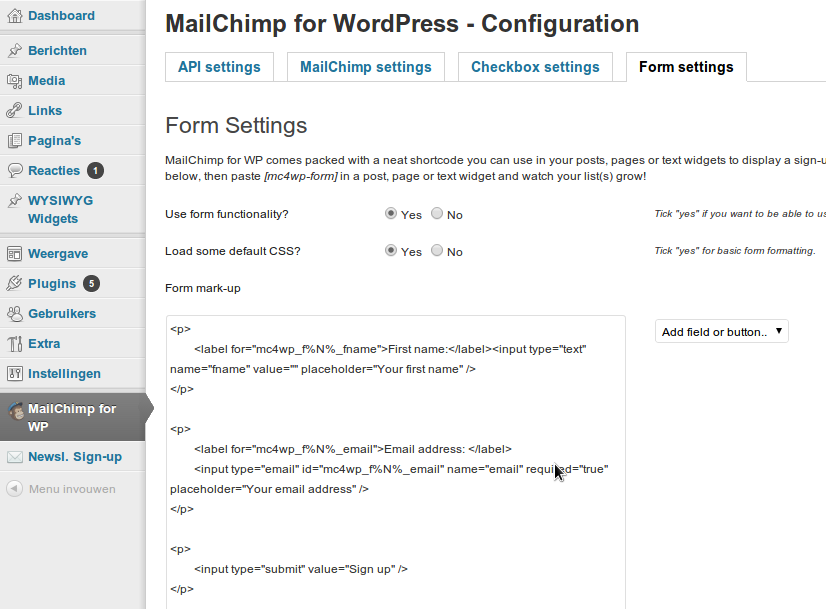 Dashboard
Berichten
Media
Links
Pagina's
Reacties 1
WYSIWYG
Widgets
Weergave
Plugins 5
Gebruikers
Extra
Instellingen
MailChimp for
WP
Newsl. Sign-up
Menu invouwen
MailChimp for WordPress - Configuration
API settings
MailChimp settings
Checkbox settings
Form settings
Form Settings
MailChimp for WP comes packed with a neat shortcode you can use in your posts, pages or text widgets to display a sign-u
below, then paste [mc4wp-form] in a post, page or text widget and watch your list(s) grow!
Use form functionality? Yes No Tick "yes" if you want to be able to us
Load some default CSS? Yes No Tick "yes" for basic form formatting.
Form mark-up
<p>
<label for="mc4wp_f%N%_fname">First name:</label><input type="text"
name="fname" value="" placeholder="Your first name" />
</p>
<p>
<label for="mc4wp_f%N%_email">Email address: </label>
<input type="email" id="mc4wp_f%N%_email" name="email" required="true"
placeholder="Your email address" />
</p>
<p>
<input type="submit" value="Sign up" />
</p>
Add field or button..